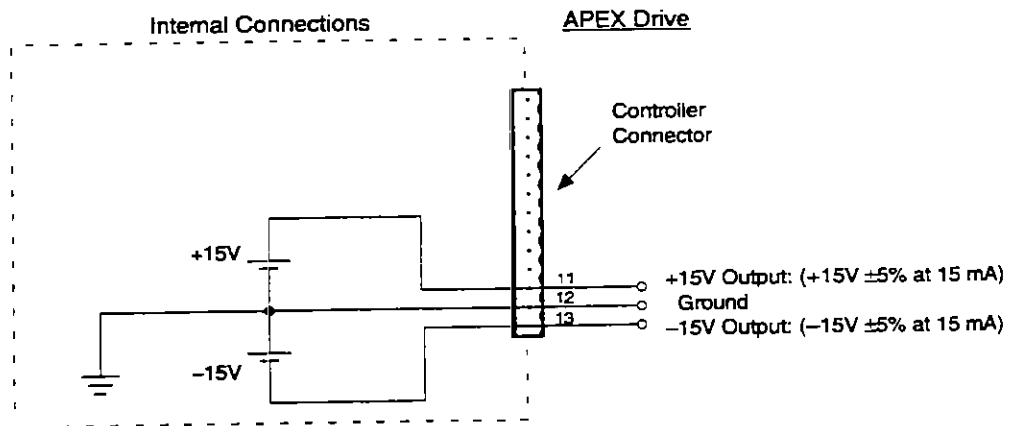 Internal Connections
APEX Drive
Controller
Connector
+15V
-15V
11
12
13
+15V Output: (+15V ±5% at 15 mA)
Ground
–15V Output: (–15V ±5% at 15 mA)